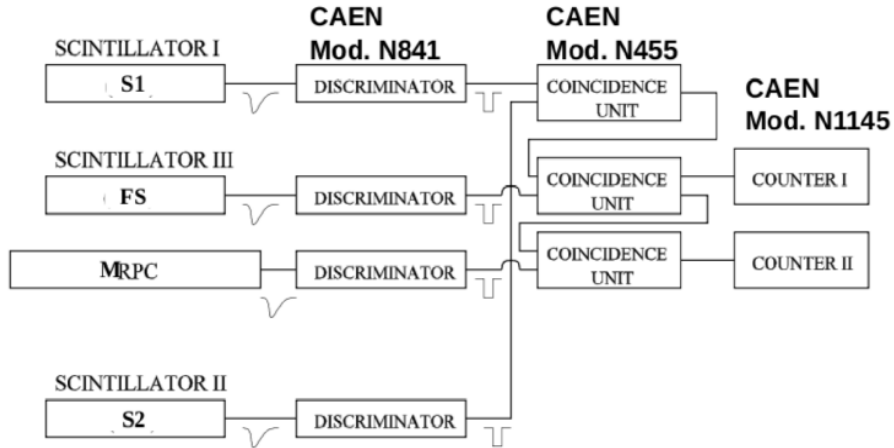 CAEN
Mod. N841
CAEN
Mod. N455
SCINTILLATOR I
S1
DISCRIMINATOR
COINCIDENCE
UNIT
CAEN
Mod. N1145
SCINTILLATOR III
FS
DISCRIMINATOR
COINCIDENCE
UNIT
COUNTER I
MRPC
DISCRIMINATOR
COINCIDENCE
UNIT
COUNTER II
SCINTILLATOR II
S2
DISCRIMINATOR